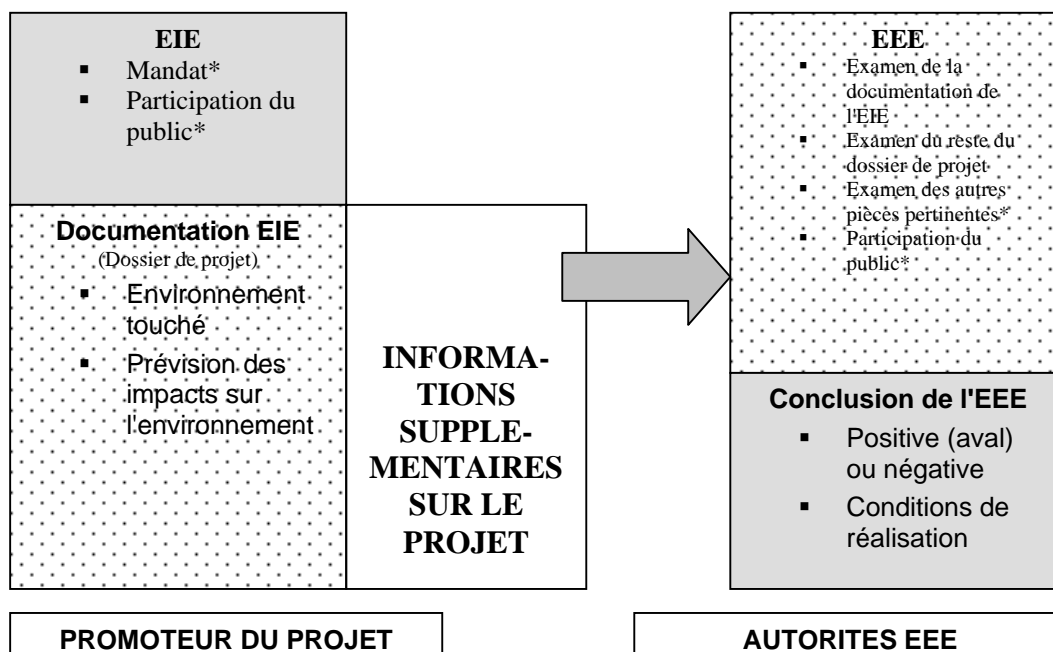 EIE
▪ Mandat*
▪ Participation du
public*
Documentation EIE
(Dossier de projet)
▪ Environnement
touché
▪ Prévision des
impacts sur
l'environnement
INFORMA-
TIONS
SUPPLE-
MENTAIRES
SUR LE
PROJET
PROMOTEUR DU PROJET
EEE
▪ Examen de la
documentation de
l'EIE
▪ Examen du reste du
dossier de projet
▪ Examen des autres
pièces pertinentes*
▪ Participation du
public*
Conclusion de l'EEE
▪ Positive (aval)
ou négative
▪ Conditions de
réalisation
AUTORITES EEE